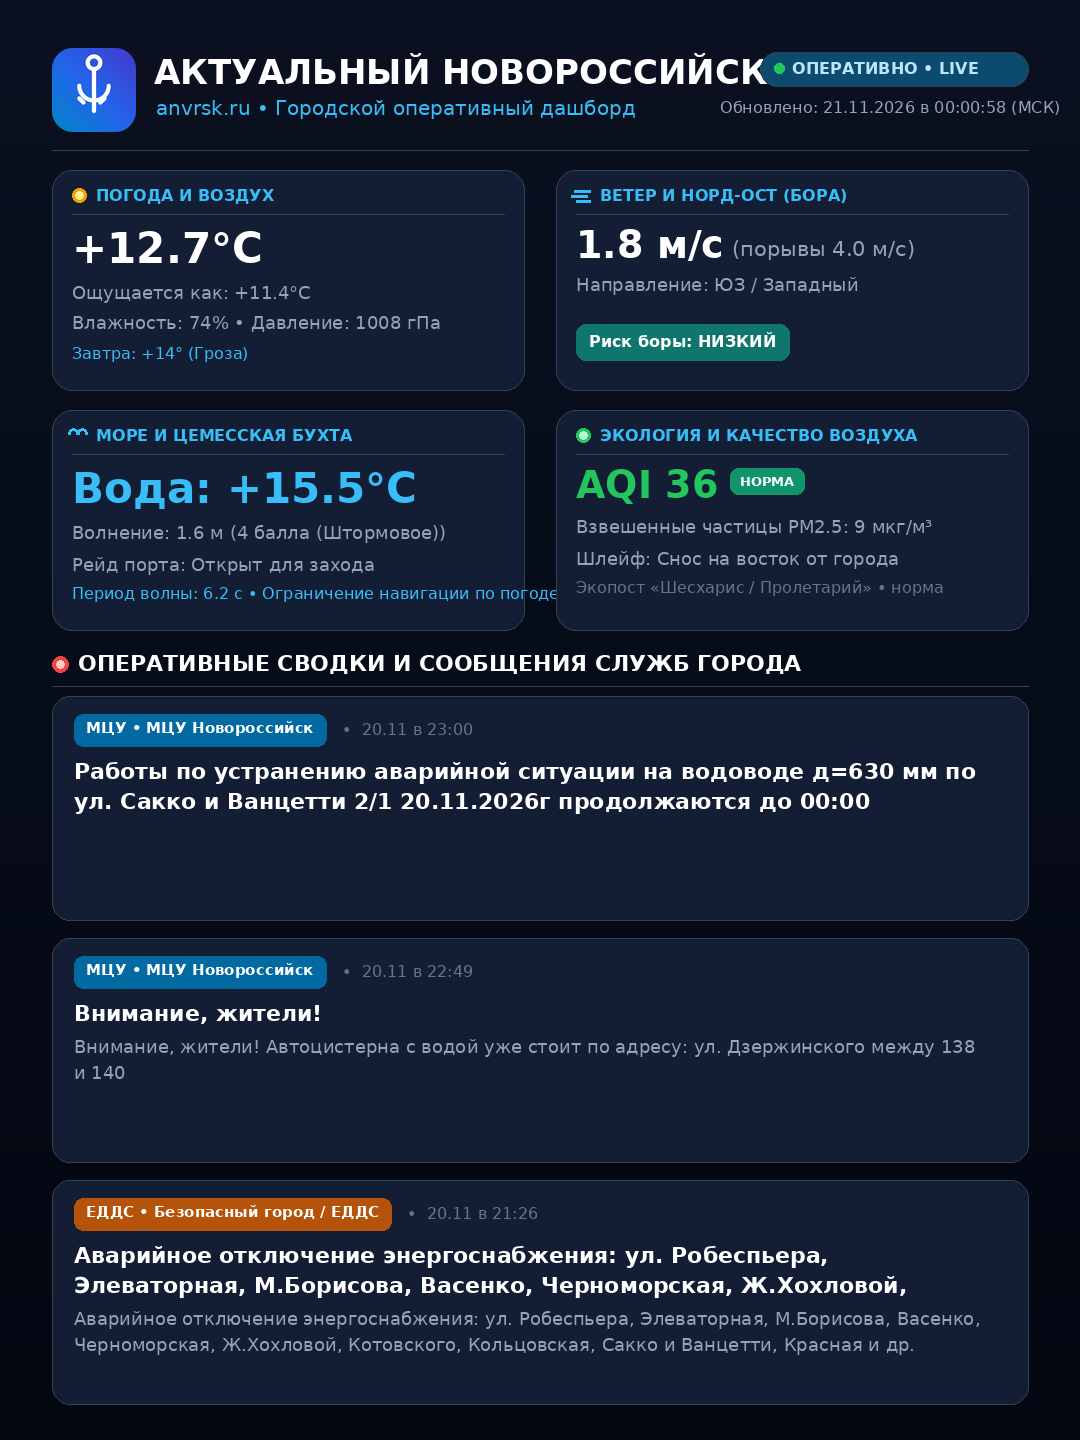 АКТУАЛЬНЫЙ НОВОРОССИЙСК
ОПЕРАТИВНО • LIVE
anvrsk.ru • Городской оперативный дашборд
Обновлено: 21.11.2026 в 00:00:58 (МСК)
ПОГОДА И ВОЗДУХ
+12.7°C
Ощущается как: +11.4°C
Влажность: 74% • Давление: 1008 гПа
Завтра: +14° (Гроза)
ВЕТЕР И НОРД-ОСТ (БОРА)
1.8 м/с (порывы 4.0 м/с)
Направление: ЮЗ / Западный
Риск боры: НИЗКИЙ
МОРЕ И ЦЕМЕССКАЯ БУХТА
Вода: +15.5°C
Волнение: 1.6 м (4 балла (Штормовое))
Рейд порта: Открыт для захода
Период волны: 6.2 с • Ограничение навигации по погоде
ЭКОЛОГИЯ И КАЧЕСТВО ВОЗДУХА
AQI 36 НОРМА
Взвешенные частицы PM2.5: 9 мкг/м³
Шлейф: Снос на восток от города
Экопост «Шесхарис / Пролетарий» • норма
ОПЕРАТИВНЫЕ СВОДКИ И СООБЩЕНИЯ СЛУЖБ ГОРОДА
МЦУ • МЦУ Новороссийск • 20.11 в 23:00
Работы по устранению аварийной ситуации на водоводе д=630 мм по
ул. Сакко и Ванцетти 2/1 20.11.2026г продолжаются до 00:00
МЦУ • МЦУ Новороссийск • 20.11 в 22:49
Внимание, жители!
Внимание, жители! Автоцистерна с водой уже стоит по адресу: ул. Дзержинского между 138
и 140
ЕДДС • Безопасный город / ЕДДС • 20.11 в 21:26
Аварийное отключение энергоснабжения: ул. Робеспьера,
Элеваторная, М.Борисова, Васенко, Черноморская, Ж.Хохловой,
Аварийное отключение энергоснабжения: ул. Робеспьера, Элеваторная, М.Борисова, Васенко,
Черноморская, Ж.Хохловой, Котовского, Кольцовская, Сакко и Ванцетти, Красная и др.